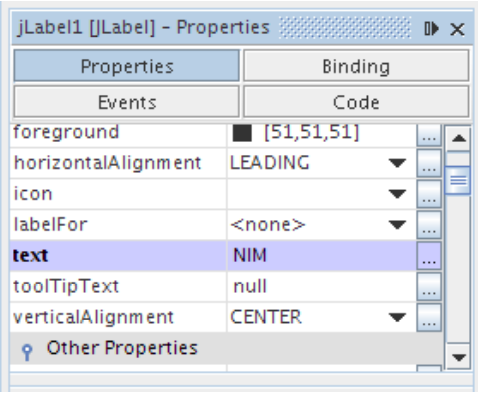 jLabel1 [JLabel] - Properties
Properties Binding
Events Code
foreground [51,51,51] ...
horizontalAlignment LEADING ...
icon ...
labelFor <none> ...
text NIM ...
toolTipText null ...
verticalAlignment CENTER ...
Other Properties